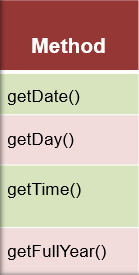 Method
getDate()
getDay()
getTime()
getFullYear()